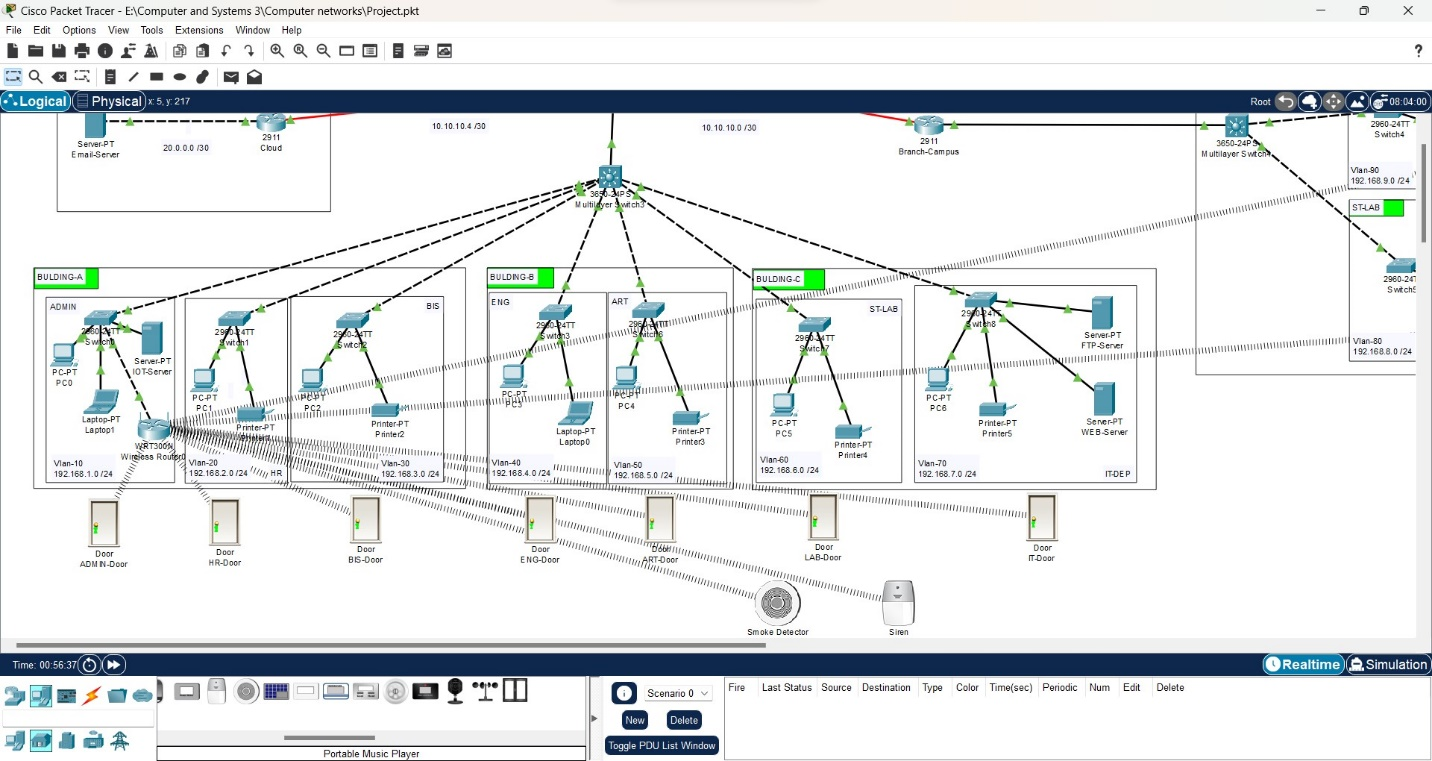 Cisco Packet Tracer - E:\Computer and Systems 3\Computer networks\Project.pkt
File Edit Options View Tools Extensions Window Help
?
Logical Physical x: 5, y: 217
Root 08:04:00
Server-PT
Email-Server
20.0.0.0 /30
2911
Cloud
10.10.10.4 /30
10.10.10.0 /30
2911
Branch-Campus
3650-24PS
Multilayer Switch4
2960-24TT
Switch4
Vlan-90
192.168.9.0 /24
ST-LAB
2960-24T
Switch5
Vlan-80
192.168.8.0 /24
3650-24PS
Multilayer Switch3
BULDING-A
ADMIN
2960-24TT
Switch0
PC-PT
PC0
Server-PT
IOT-Server
Laptop-PT
Laptop1
WRT300N
Wireless Router0
Vlan-10
192.168.1.0 /24
2960-24TT
Switch1
PC-PT
PC1
Printer-PT
Vlan-20
192.168.2.0 /24
HR
BIS
2960-24TT
Switch2
PC-PT
PC2
Printer-PT
Printer2
Vlan-30
192.168.3.0 /24
BULDING-B
ENG
2960-24TT
Switch3
PC-PT
PC3
Laptop-PT
Laptop0
Vlan-40
192.168.4.0 /24
ART
2960-24TT
PC-PT
PC4
Printer-PT
Printer3
Vlan-50
192.168.5.0 /24
BUILDING-C
ST-LAB
2960-24TT
Switch7
PC-PT
PC5
Printer-PT
Printer4
Vlan-60
192.168.6.0 /24
2960-24TT
Switch8
Server-PT
FTP-Server
PC-PT
PC6
Printer-PT
Printer5
Server-PT
WEB-Server
Vlan-70
192.168.7.0 /24
IT-DEP
Door
ADMIN-Door
Door
HR-Door
Door
BIS-Door
Door
ENG-Door
Door
ART-Door
Door
LAB-Door
Door
IT-Door
Smoke Detector
Siren
Time: 00:56:37
Realtime Simulation
Scenario 0
New Delete
Toggle PDU List Window
Fire Last Status Source Destination Type Color Time(sec) Periodic Num Edit Delete
Portable Music Player